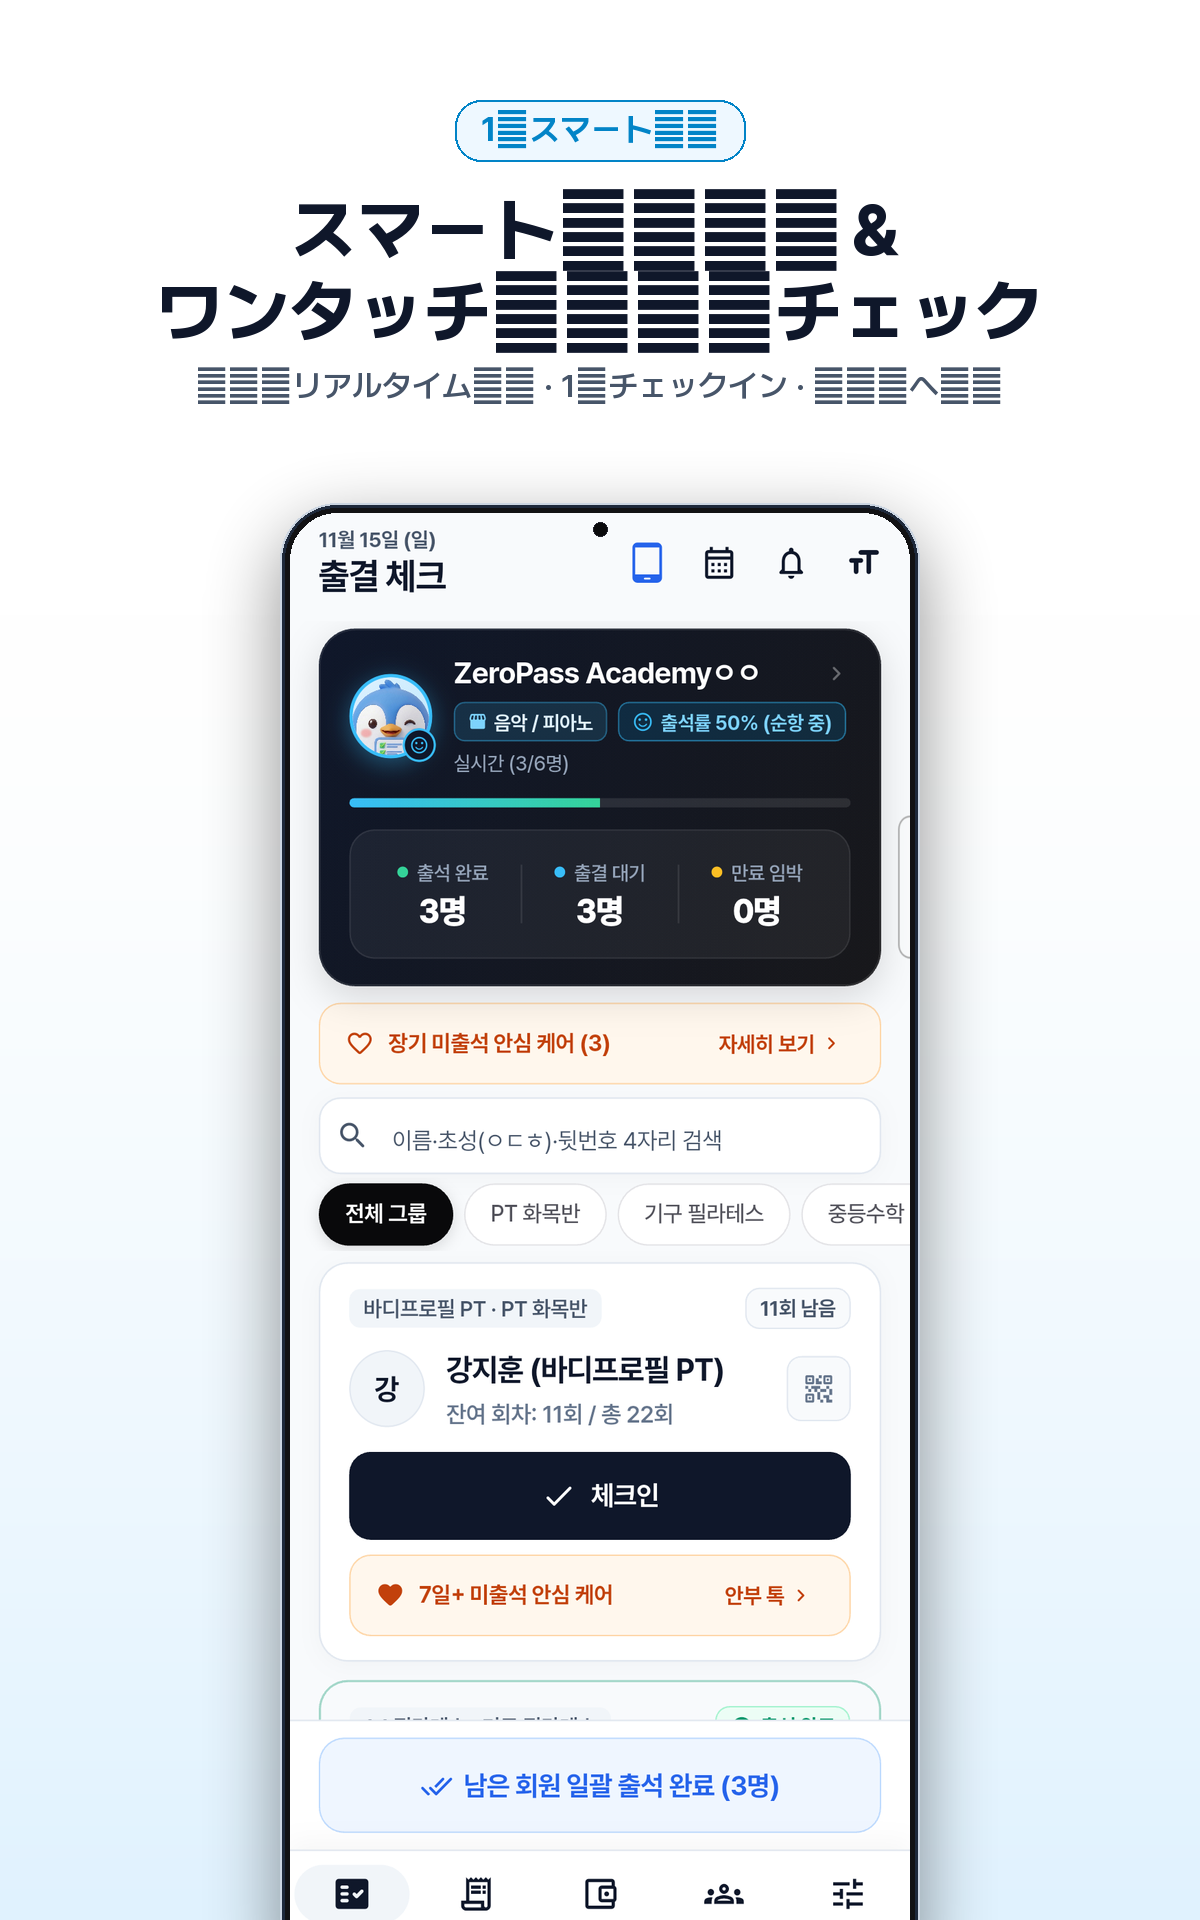 1 スマート
スマート &
ワンタッチ チェック
リアルタイム · 1 チェックイン · へ
11월 15일 (일)
출결 체크
ZeroPass Academyㅇㅇ
음악 / 피아노
출석률 50% (순항 중)
실시간 (3/6명)
출석 완료
3명
출결 대기
3명
만료 임박
0명
장기 미출석 안심 케어 (3)
자세히 보기
이름·초성(ㅇㄷㅎ)·뒷번호 4자리 검색
전체 그룹
PT 화목반
기구 필라테스
중등수학
바디프로필 PT · PT 화목반
11회 남음
강
강지훈 (바디프로필 PT)
잔여 회차: 11회 / 총 22회
체크인
7일+ 미출석 안심 케어
안부 톡
남은 회원 일괄 출석 완료 (3명)